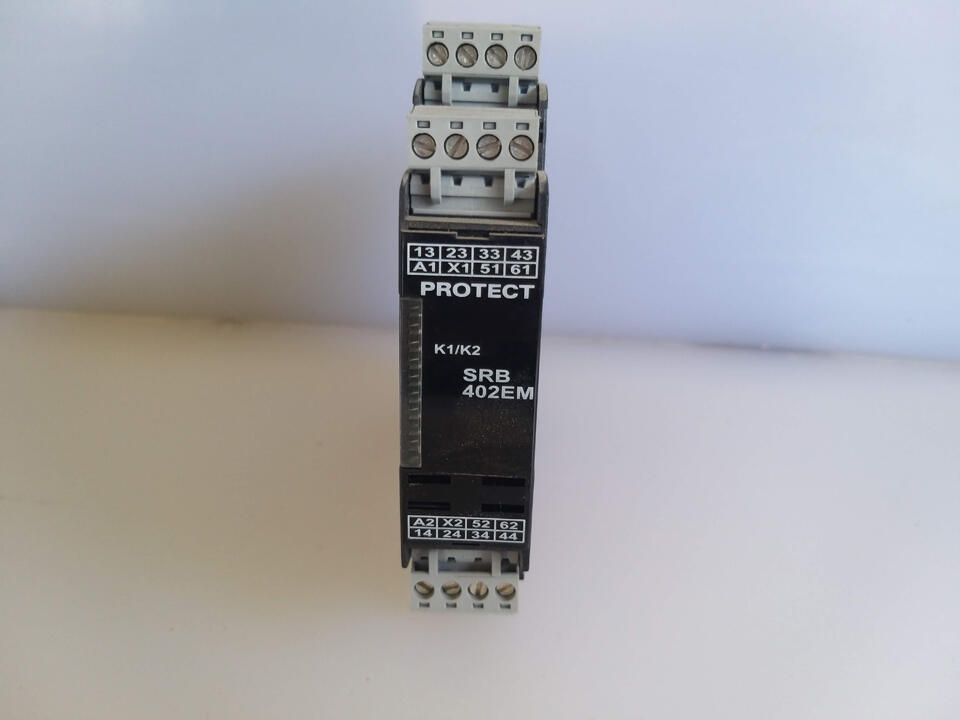 13 23 33 43
A1 X1 51 61
PROTECT
K1/K2
SRB
402EM
A2 X2 52 62
14 24 34 44